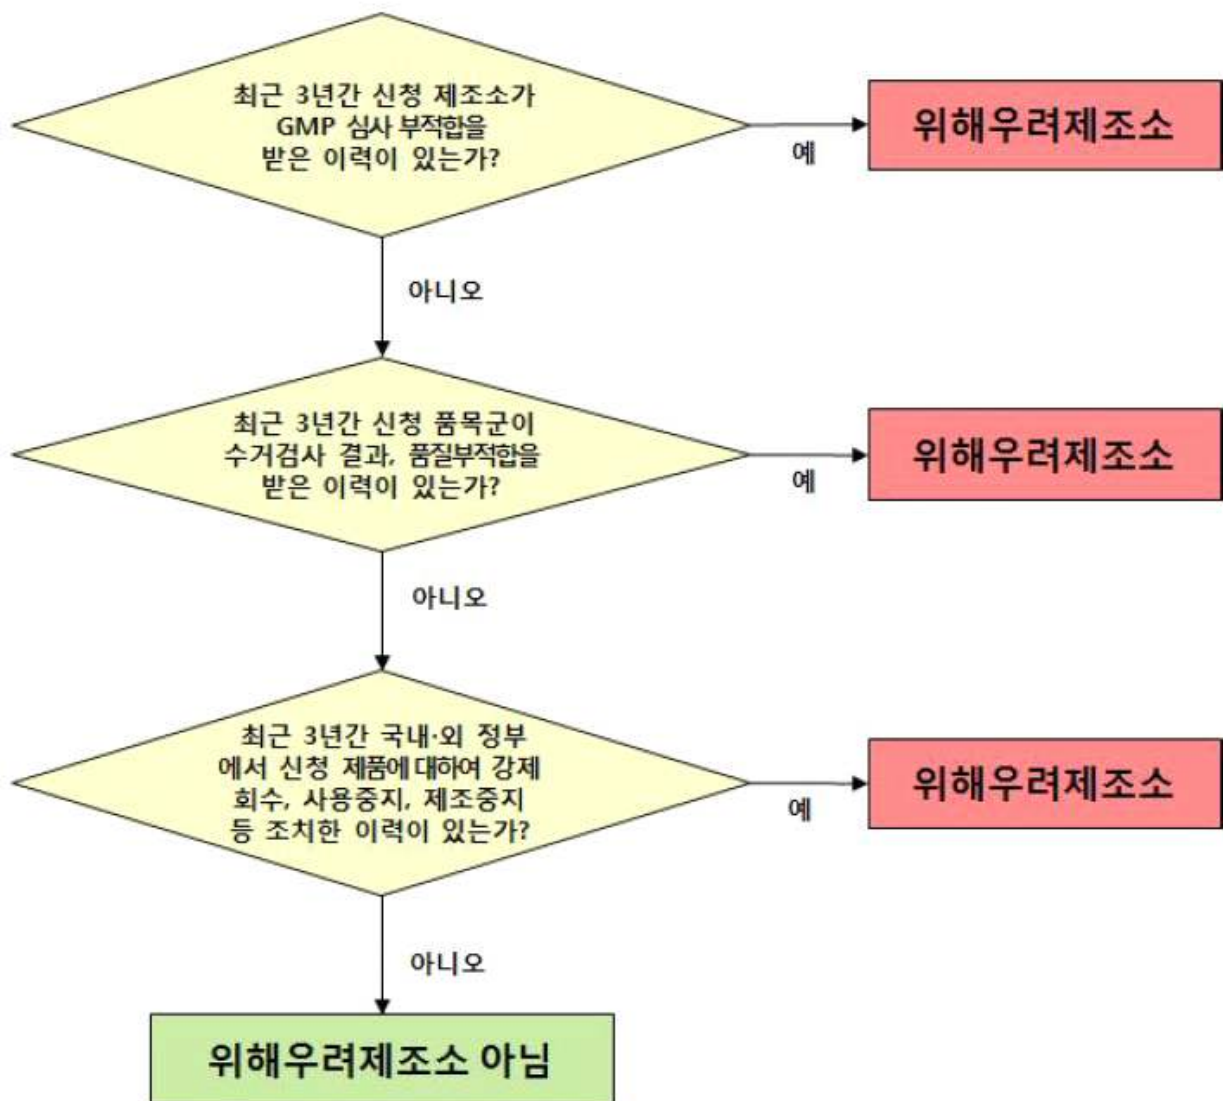 최근 3년간 신청 제조소가
GMP 심사 부적합을
받은 이력이 있는가?
예
위해우려제조소
아니오
최근 3년간 신청 품목군이
수거검사 결과, 품질부적합을
받은 이력이 있는가?
예
위해우려제조소
아니오
최근 3년간 국내·외 정부
에서 신청 제품에 대하여 강제
회수, 사용중지, 제조중지
등 조치한 이력이 있는가?
예
위해우려제조소
아니오
위해우려제조소 아님